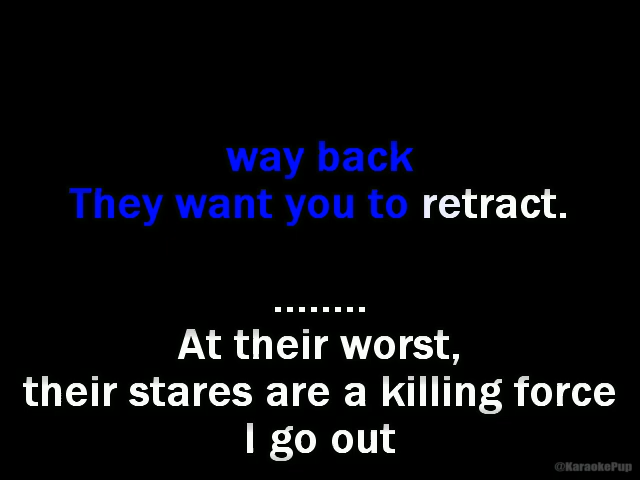 way back
They want you to retract.
........
At their worst,
their stares are a killing force
I go out
@KaraokePup